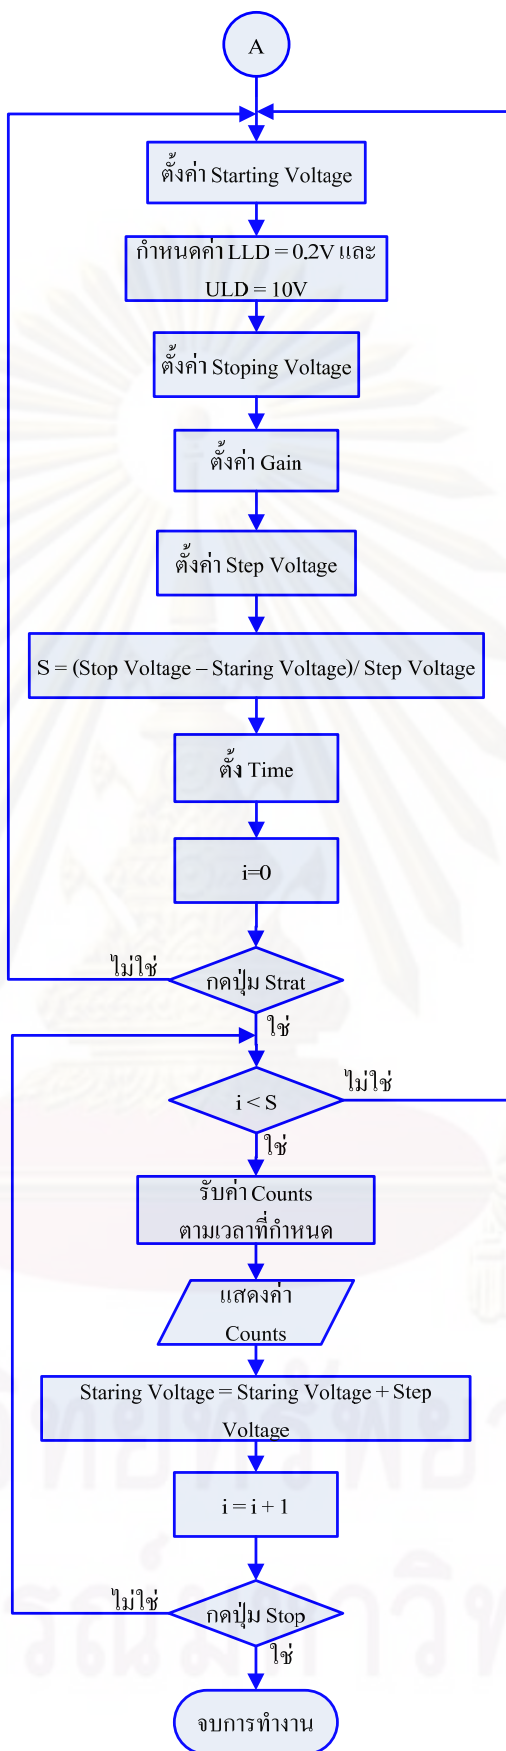 A
ตั้งค่า Starting Voltage
กำหนดค่า LLD = 0.2V และ
ULD = 10V
ตั้งค่า Stoping Voltage
ตั้งค่า Gain
ตั้งค่า Step Voltage
S = (Stop Voltage – Staring Voltage)/ Step Voltage
ตั้ง Time
i=0
ไม่ใช่
กดปุ่ม Strat
ใช่
i < S
ไม่ใช่
ใช่
รับค่า Counts
ตามเวลาที่กำหนด
แสดงค่า
Counts
Staring Voltage = Staring Voltage + Step
Voltage
i = i + 1
ไม่ใช่
กดปุ่ม Stop
ใช่
จบการทำงาน